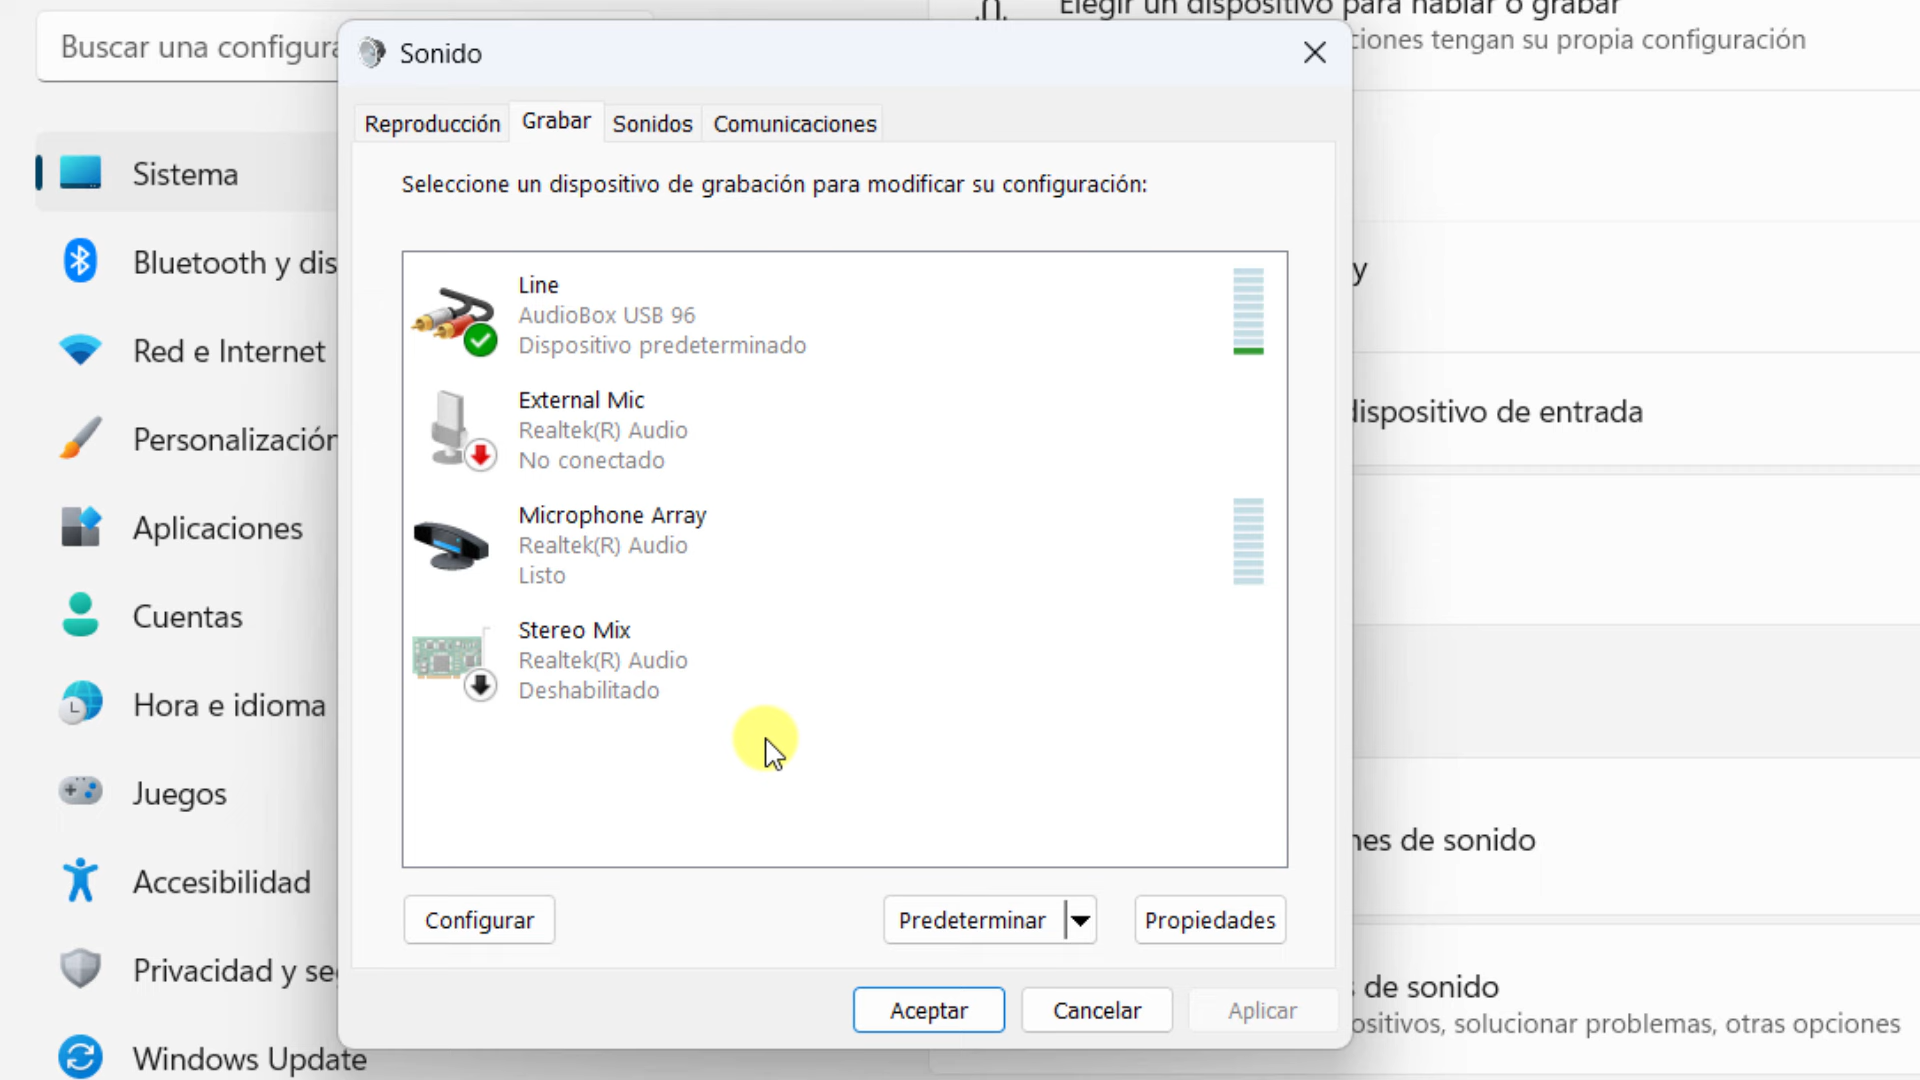 Elegir un dispositivo para hablar o grabar
ciones tengan su propia configuración
Buscar una configura
Sonido
Reproducción
Grabar
Sonidos
Comunicaciones
Sistema
Seleccione un dispositivo de grabación para modificar su configuración:
Bluetooth y dis
Line
AudioBox USB 96
Dispositivo predeterminado
y
Red e Internet
External Mic
Realtek(R) Audio
No conectado
dispositivo de entrada
Personalización
Microphone Array
Realtek(R) Audio
Listo
Aplicaciones
Cuentas
Stereo Mix
Realtek(R) Audio
Deshabilitado
Hora e idioma
Juegos
nes de sonido
Accesibilidad
Configurar
Predeterminar
Propiedades
Privacidad y se
s de sonido
Aceptar
Cancelar
Aplicar
ositivos, solucionar problemas, otras opciones
Windows Update